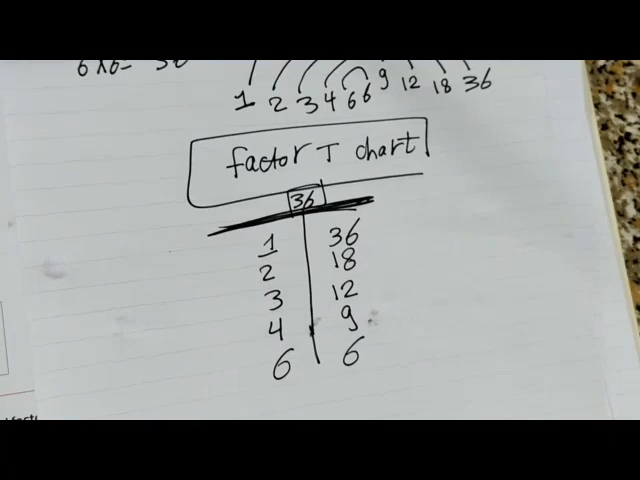 6x6=
1 2 3 4 6 6 9 12 18 36
factor T chart
36
1 36
2 18
3 12
4 9
6 6